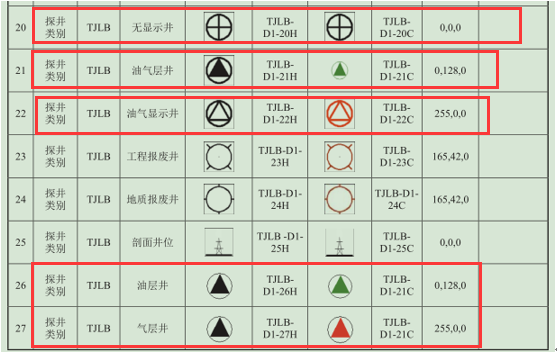 20 探井类别 TJLB 无显示井 TJLB-D1-20H TJLB-D1-20C 0,0,0
21 探井类别 TJLB 油气层井 TJLB-D1-21H TJLB-D1-21C 0,128,0
22 探井类别 TJLB 油气显示井 TJLB-D1-22H TJLB-D1-22C 255,0,0
23 探井类别 TJLB 工程报废井 TJLB-D1-23H TJLB-D1-23C 165,42,0
24 探井类别 TJLB 地质报废井 TJLB-D1-24H TJLB-D1-24C 165,42,0
25 探井类别 TJLB 剖面井位 TJLB -D1-25H TJLB-D1-25C 0,0,0
26 探井类别 TJLB 油层井 TJLB-D1-26H TJLB-D1-21C 0,128,0
27 探井类别 TJLB 气层井 TJLB-D1-27H TJLB-D1-21C 255,0,0